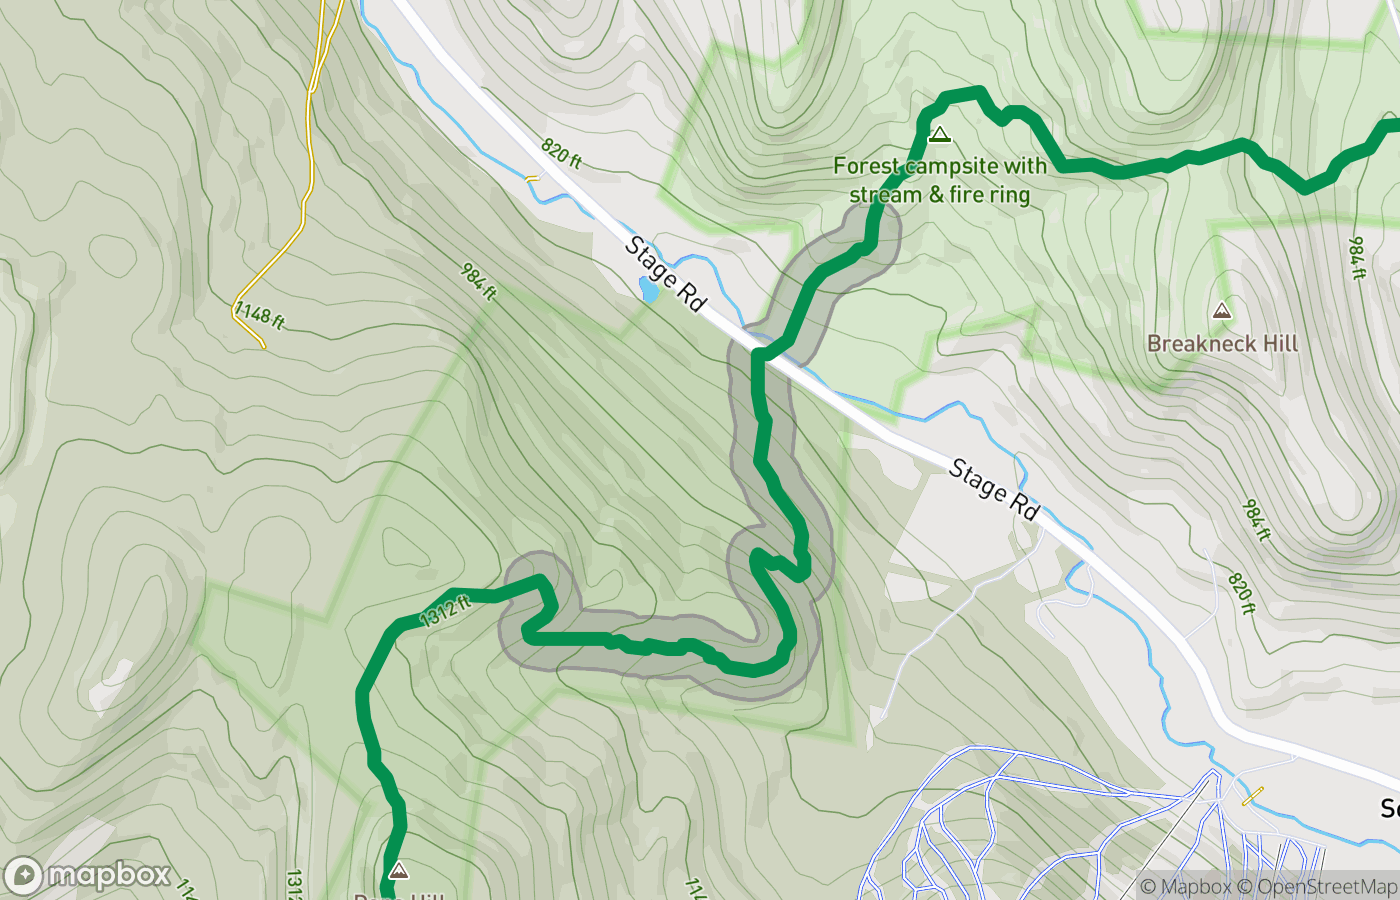 820 ft
Forest campsite with
stream & fire ring
Stage Rd
984 ft
984 ft
1148 ft
Breakneck Hill
Stage Rd
984 ft
820 ft
1312 ft
mapbox
© Mapbox © OpenStreetMap